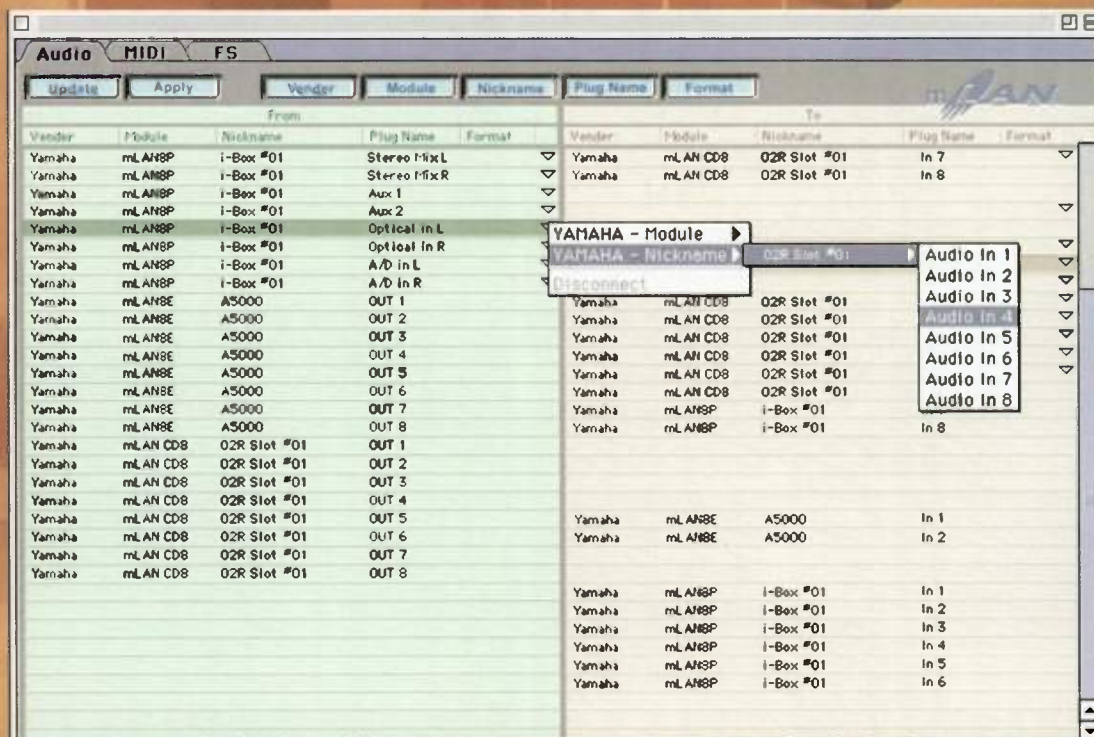 Audio MIDI FS
Update Apply Vender Module Nickname Plug Name Format
mLAN
From
Vender Module Nickname Plug Name Format
Yamaha mLAN8P i-Box #01 Stereo Mix L
Yamaha mLAN8P i-Box #01 Stereo Mix R
Yamaha mLAN8P i-Box #01 Aux 1
Yamaha mLAN8P i-Box #01 Aux 2
Yamaha mLAN8P i-Box #01 Optical in L
Yamaha mLAN8P i-Box #01 Optical in R
Yamaha mLAN8P i-Box #01 A/D in L
Yamaha mLAN8P i-Box #01 A/D in R
Yamaha mLAN8E A5000 OUT 1
Yamaha mLAN8E A5000 OUT 2
Yamaha mLAN8E A5000 OUT 3
Yamaha mLAN8E A5000 OUT 4
Yamaha mLAN8E A5000 OUT 5
Yamaha mLAN8E A5000 OUT 6
Yamaha mLAN8E A5000 OUT 7
Yamaha mLAN8E A5000 OUT 8
Yamaha mLAN CD8 02R Slot #01 OUT 1
Yamaha mLAN CD8 02R Slot #01 OUT 2
Yamaha mLAN CD8 02R Slot #01 OUT 3
Yamaha mLAN CD8 02R Slot #01 OUT 4
Yamaha mLAN CD8 02R Slot #01 OUT 5
Yamaha mLAN CD8 02R Slot #01 OUT 6
Yamaha mLAN CD8 02R Slot #01 OUT 7
Yamaha mLAN CD8 02R Slot #01 OUT 8
To
Vender Module Nickname Plug Name Format
Yamaha mLAN CD8 02R Slot #01 In 7
Yamaha mLAN CD8 02R Slot #01 In 8
YAMAHA - Module
YAMAHA - Nickname
Disconnect
02R Slot #01
Audio In 1
Audio In 2
Audio In 3
Audio In 4
Audio In 5
Audio In 6
Audio In 7
Audio In 8
Yamaha mLAN CD8 02R Slot #01
Yamaha mLAN CD8 02R Slot #01
Yamaha mLAN CD8 02R Slot #01
Yamaha mLAN CD8 02R Slot #01
Yamaha mLAN CD8 02R Slot #01
Yamaha mLAN CD8 02R Slot #01
Yamaha mLAN8P i-Box #01
Yamaha mLAN8P i-Box #01 In 8
Yamaha mLAN8E A5000 In 1
Yamaha mLAN8E A5000 In 2
Yamaha mLAN8P i-Box #01 In 1
Yamaha mLAN8P i-Box #01 In 2
Yamaha mLAN8P i-Box #01 In 3
Yamaha mLAN8P i-Box #01 In 4
Yamaha mLAN8P i-Box #01 In 5
Yamaha mLAN8P i-Box #01 In 6